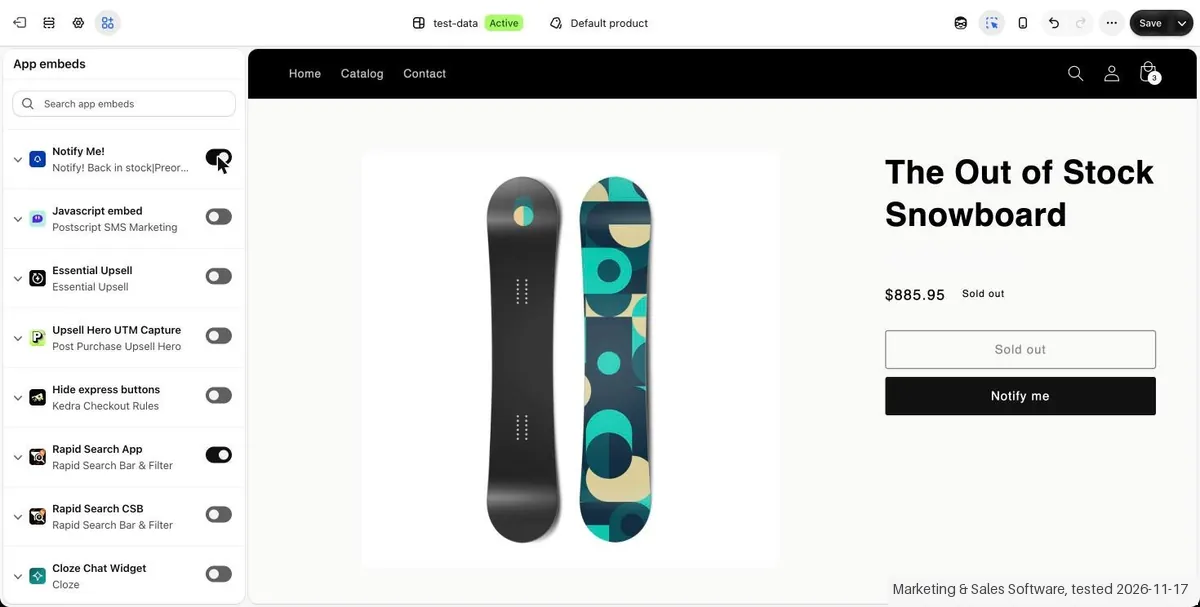 test-data Active Default product Save
App embeds
Search app embeds
Notify Me!
Notify! Back in stock|Preor...
Javascript embed
Postscript SMS Marketing
Essential Upsell
Essential Upsell
Upsell Hero UTM Capture
Post Purchase Upsell Hero
Hide express buttons
Kedra Checkout Rules
Rapid Search App
Rapid Search Bar & Filter
Rapid Search CSB
Rapid Search Bar & Filter
Cloze Chat Widget
Cloze
Home Catalog Contact
3
The Out of Stock
Snowboard
$885.95 Sold out
Sold out
Notify me
Marketing & Sales Software, tested 2026-11-17